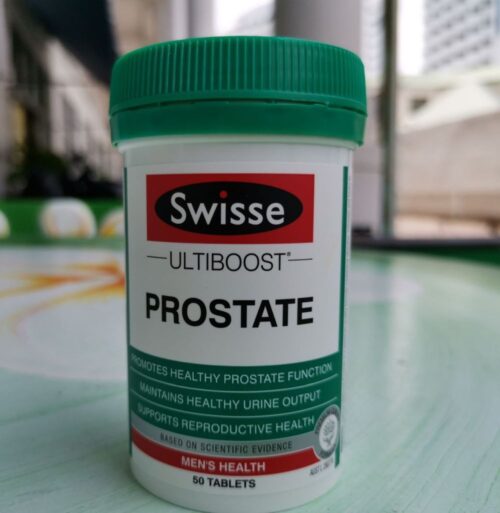 Swisse
ULTIBOOST®
PROSTATE
PROMOTES HEALTHY PROSTATE FUNCTION
MAINTAINS HEALTHY URINE OUTPUT
SUPPORTS REPRODUCTIVE HEALTH
BASED ON SCIENTIFIC EVIDENCE
MEN'S HEALTH
50 TABLETS